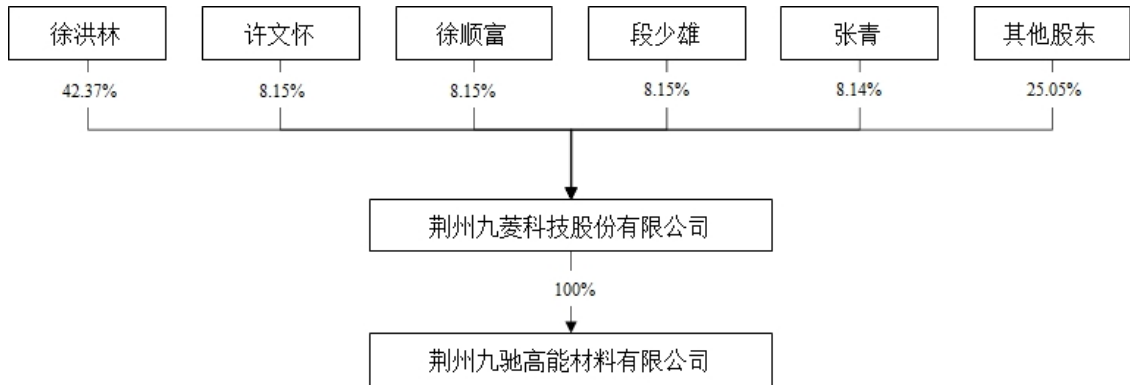 徐洪林
许文怀
徐顺富
段少雄
张青
其他股东
42.37%
8.15%
8.15%
8.15%
8.14%
25.05%
荆州九菱科技股份有限公司
100%
荆州九驰高能材料有限公司